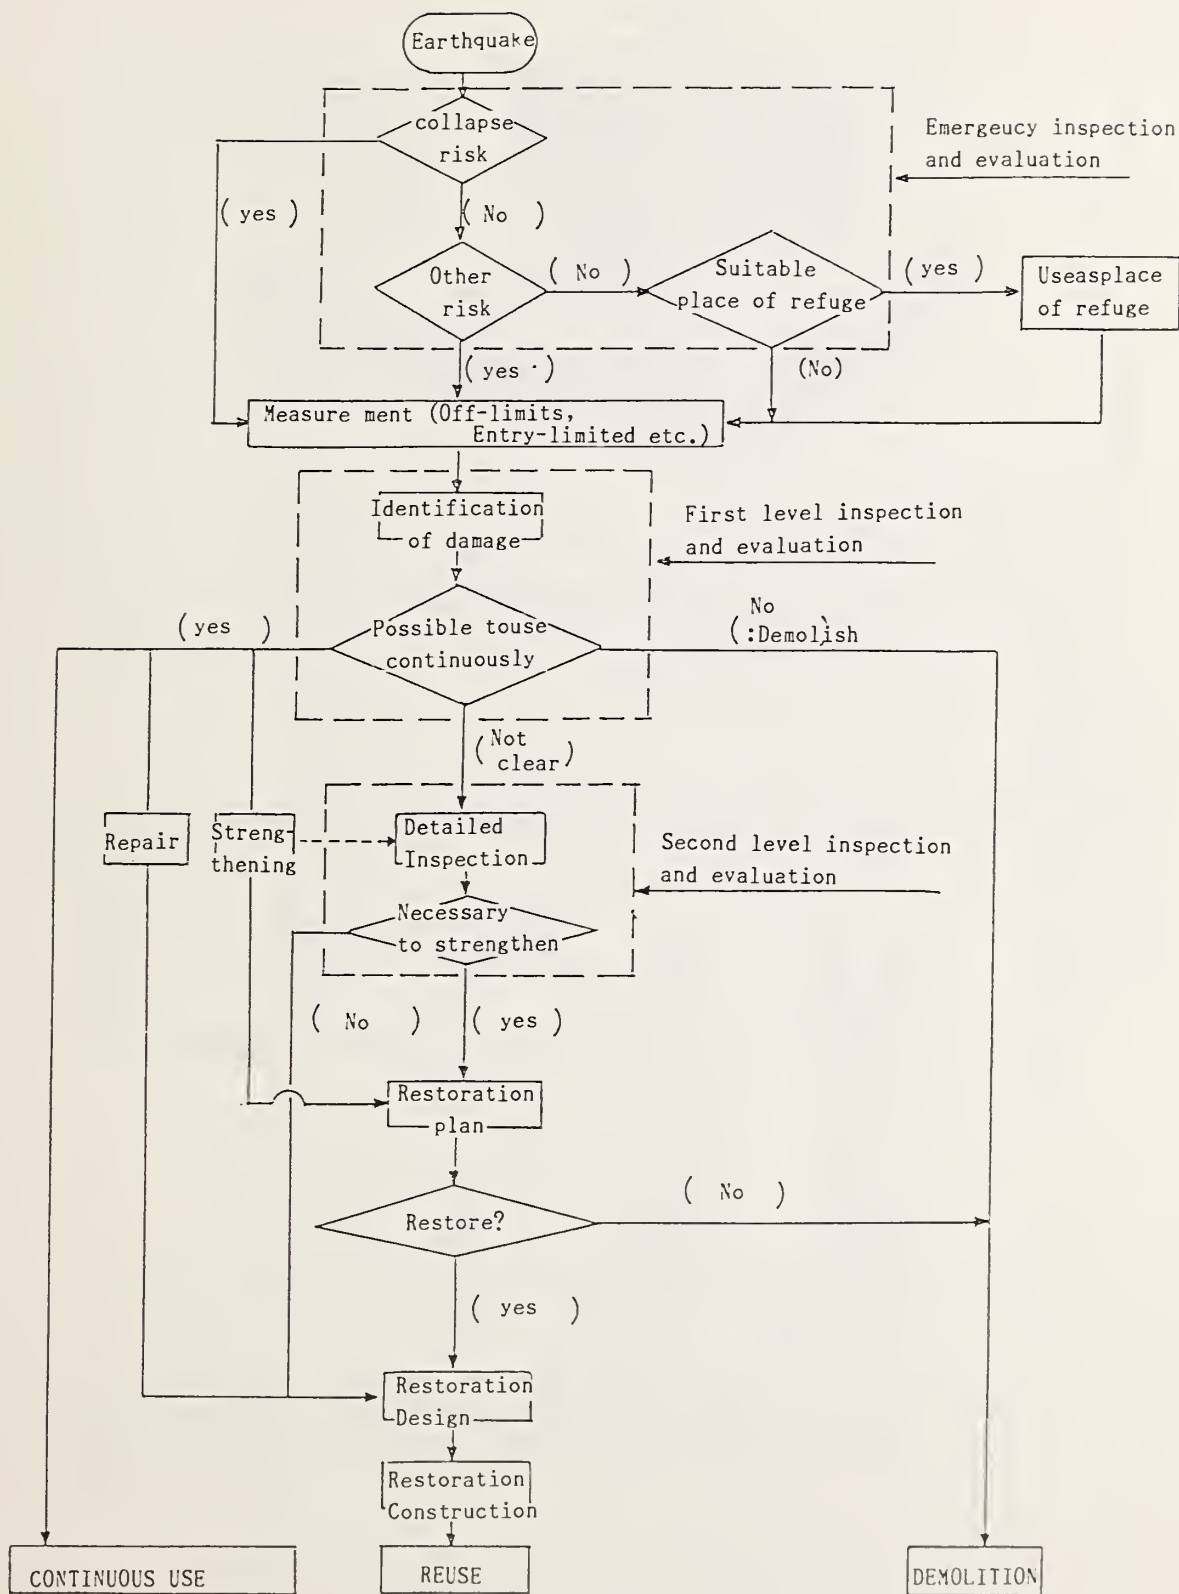 Earthquake
collapse
risk
Emergeucy inspection
and evaluation
( yes )
( No )
Other
risk
( No )
Suitable
place of refuge
( yes )
Useasplace
of refuge
( yes · )
(No)
Measure ment (Off-limits,
Entry-limited etc.)
Identification
of damage
First level inspection
and evaluation
( yes )
Possible touse
continuously
No
( :Demolish )
( Not
clear )
Repair
Streng-
thening
Detailed
Inspection
Second level inspection
and evaluation
Necessary
to strengthen
( No )
( yes )
Restoration
plan
( No )
Restore?
( yes )
Restoration
Design
Restoration
Construction
CONTINUOUS USE
REUSE
DEMOLITION